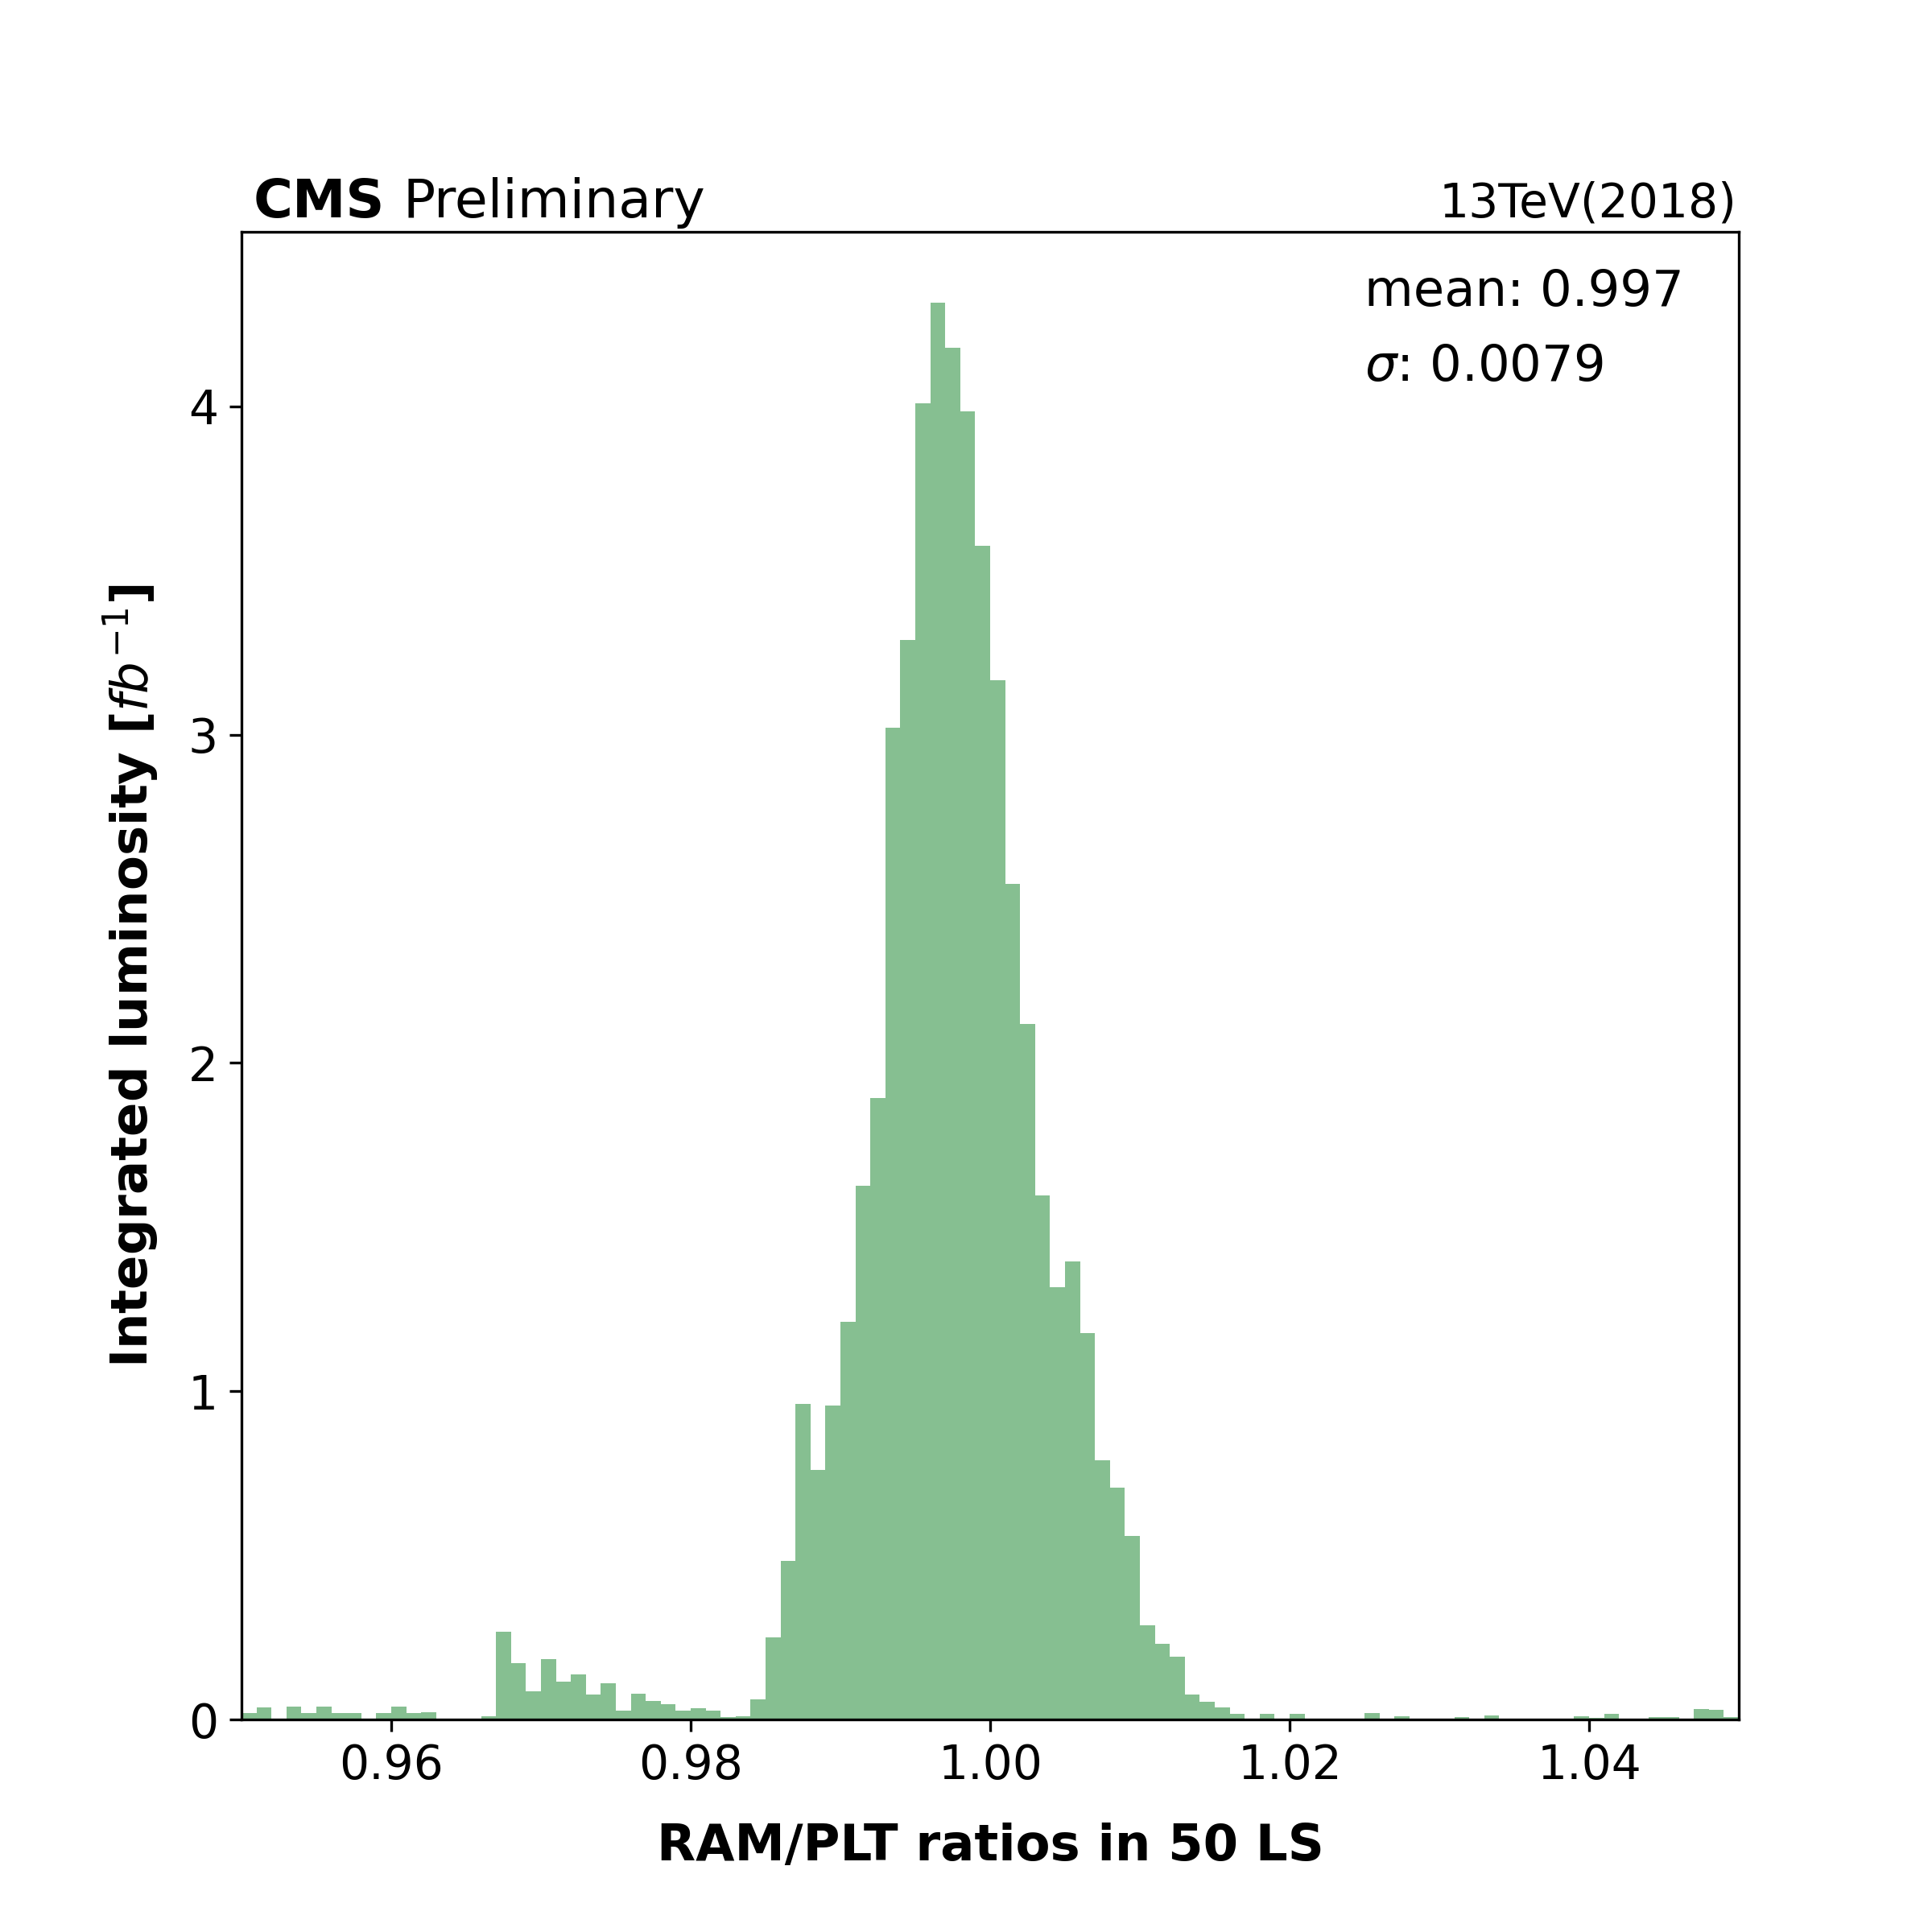 CMS Preliminary 13TeV(2018)
mean: 0.997
σ: 0.0079
Integrated luminosity [fb⁻¹]
4
3
2
1
0
0.96 0.98 1.00 1.02 1.04
RAM/PLT ratios in 50 LS